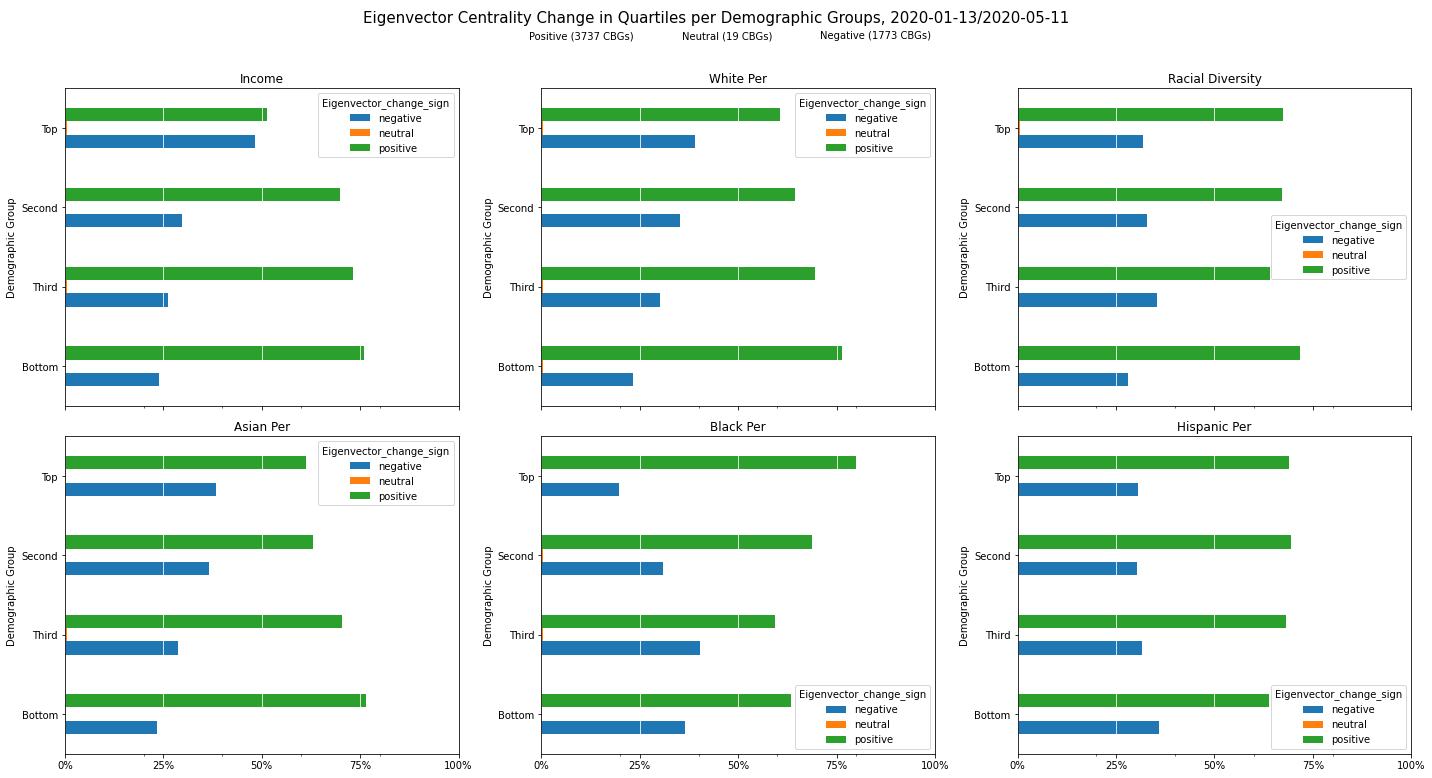 Eigenvector Centrality Change in Quartiles per Demographic Groups, 2020-01-13/2020-05-11
Positive (3737 CBGs) Neutral (19 CBGs) Negative (1773 CBGs)
Income
Demographic Group
Top
Second
Third
Bottom
Eigenvector_change_sign
negative
neutral
positive
White Per
Demographic Group
Top
Second
Third
Bottom
Eigenvector_change_sign
negative
neutral
positive
Racial Diversity
Demographic Group
Top
Second
Third
Bottom
Eigenvector_change_sign
negative
neutral
positive
Asian Per
Demographic Group
Top
Second
Third
Bottom
Eigenvector_change_sign
negative
neutral
positive
0% 25% 50% 75% 100%
Black Per
Demographic Group
Top
Second
Third
Bottom
Eigenvector_change_sign
negative
neutral
positive
0% 25% 50% 75% 100%
Hispanic Per
Demographic Group
Top
Second
Third
Bottom
Eigenvector_change_sign
negative
neutral
positive
0% 25% 50% 75% 100%